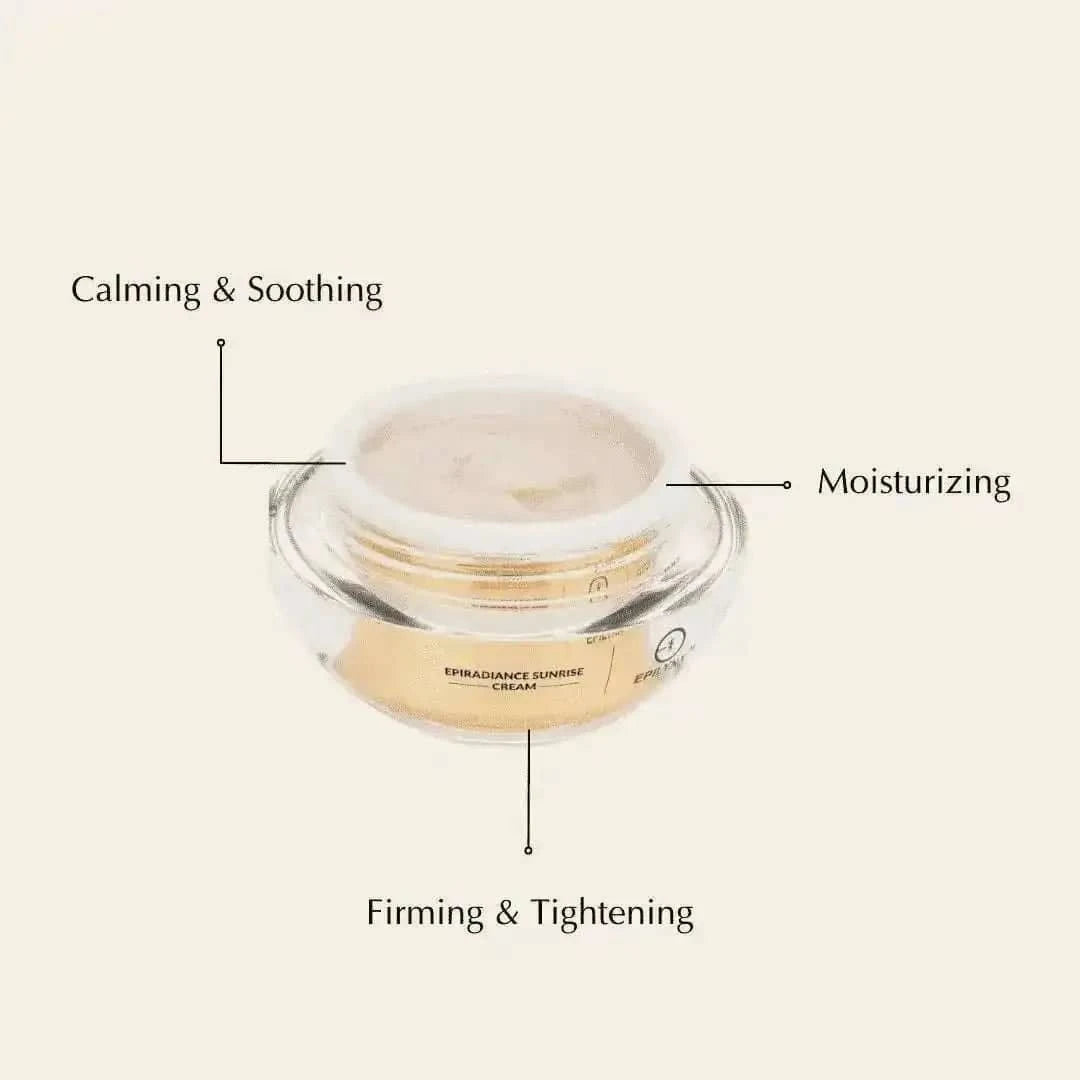 Calming & Soothing
Moisturizing
EPIRADIANCE SUNRISE
CREAM
Firming & Tightening